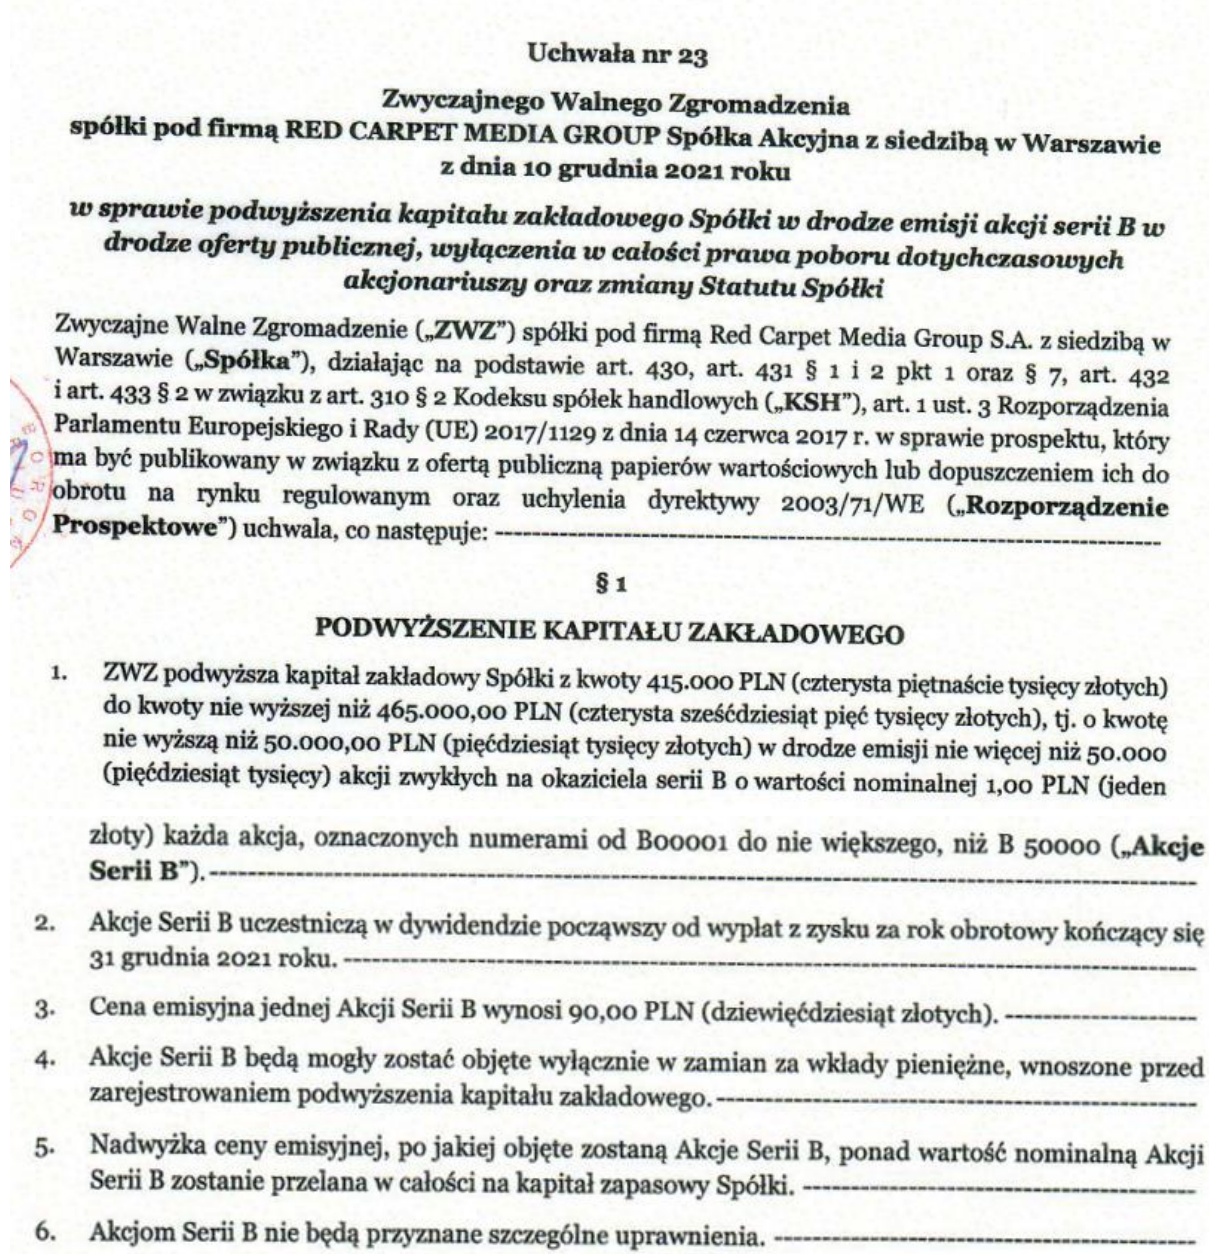 Uchwała nr 23
Zwyczajnego Walnego Zgromadzenia
spółki pod firmą RED CARPET MEDIA GROUP Spółka Akcyjna z siedzibą w Warszawie
z dnia 10 grudnia 2021 roku
w sprawie podwyższenia kapitału zakładowego Spółki w drodze emisji akcji serii B w
drodze oferty publicznej, wyłączenia w całości prawa poboru dotychczasowych
akcjonariuszy oraz zmiany Statutu Spółki
Zwyczajne Walne Zgromadzenie („ZWZ”) spółki pod firmą Red Carpet Media Group S.A. z siedzibą w
Warszawie („Spółka”), działając na podstawie art. 430, art. 431 § 1 i 2 pkt 1 oraz § 7, art. 432
i art. 433 § 2 w związku z art. 310 § 2 Kodeksu spółek handlowych („KSH”), art. 1 ust. 3 Rozporządzenia
Parlamentu Europejskiego i Rady (UE) 2017/1129 z dnia 14 czerwca 2017 r. w sprawie prospektu, który
ma być publikowany w związku z ofertą publiczną papierów wartościowych lub dopuszczeniem ich do
obrotu na rynku regulowanym oraz uchylenia dyrektywy 2003/71/WE („Rozporządzenie
Prospektowe”) uchwala, co następuje: ----------
§ 1
PODWYŻSZENIE KAPITAŁU ZAKŁADOWEGO
1. ZWZ podwyższa kapitał zakładowy Spółki z kwoty 415.000 PLN (czterysta piętnaście tysięcy złotych)
do kwoty nie wyższej niż 465.000,00 PLN (czterysta sześćdziesiąt pięć tysięcy złotych), tj. o kwotę
nie wyższą niż 50.000,00 PLN (pięćdziesiąt tysięcy złotych) w drodze emisji nie więcej niż 50.000
(pięćdziesiąt tysięcy) akcji zwykłych na okaziciela serii B o wartości nominalnej 1,00 PLN (jeden
złoty) każda akcja, oznaczonych numerami od B00001 do nie większego, niż B 50000 („Akcje
Serii B”). ----------
2. Akcje Serii B uczestniczą w dywidendzie począwszy od wypłat z zysku za rok obrotowy kończący się
31 grudnia 2021 roku. ----------
3. Cena emisyjna jednej Akcji Serii B wynosi 90,00 PLN (dziewięćdziesiąt złotych). ----------
4. Akcje Serii B będą mogły zostać objęte wyłącznie w zamian za wkłady pieniężne, wnoszone przed
zarejestrowaniem podwyższenia kapitału zakładowego. ----------
5. Nadwyżka ceny emisyjnej, po jakiej objęte zostaną Akcje Serii B, ponad wartość nominalną Akcji
Serii B zostanie przelana w całości na kapitał zapasowy Spółki. ----------
6. Akcjom Serii B nie będą przyznane szczególne uprawnienia. ----------